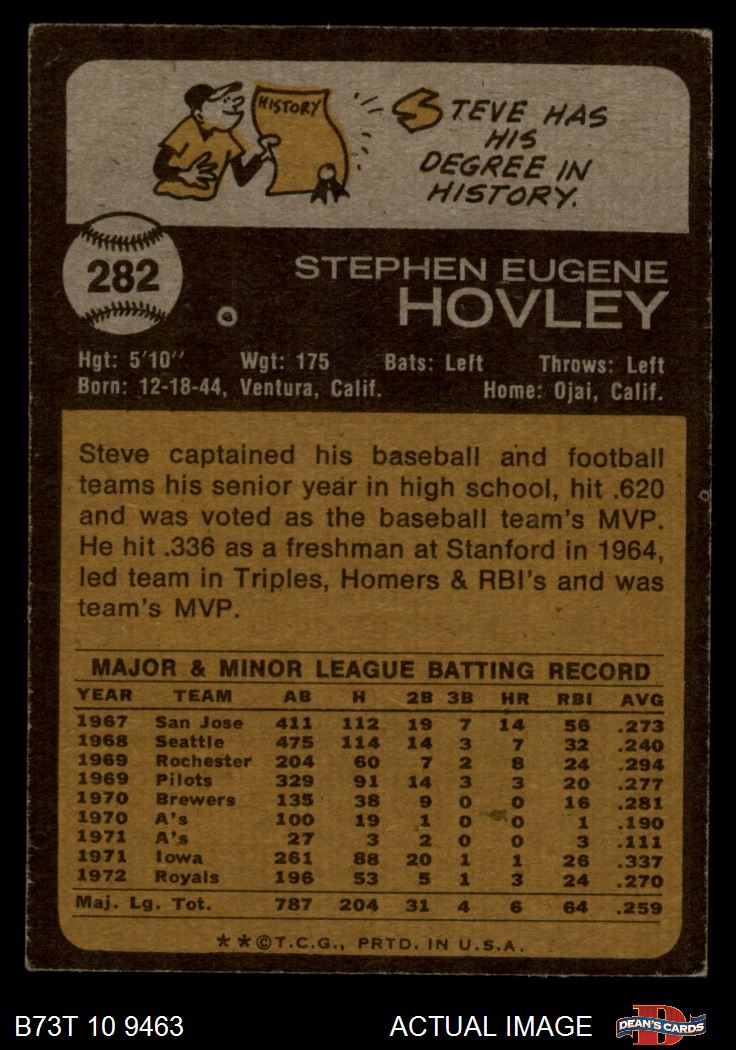 HISTORY
STEVE HAS
HIS
DEGREE IN
HISTORY.
282
STEPHEN EUGENE
HOVLEY
Hgt: 5'10" Wgt: 175 Bats: Left Throws: Left
Born: 12-18-44, Ventura, Calif. Home: Ojai, Calif.
Steve captained his baseball and football
teams his senior year in high school, hit .620
and was voted as the baseball team's MVP.
He hit .336 as a freshman at Stanford in 1964,
led team in Triples, Homers & RBI's and was
team's MVP.
MAJOR & MINOR LEAGUE BATTING RECORD
YEAR TEAM AB H 2B 3B HR RBI AVG
1967 San Jose 411 112 19 7 14 56 .273
1968 Seattle 475 114 14 3 7 32 .240
1969 Rochester 204 60 7 2 8 24 .294
1969 Pilots 329 91 14 3 3 20 .277
1970 Brewers 135 38 9 0 0 16 .281
1970 A's 100 19 1 0 0 1 .190
1971 A's 27 3 2 0 0 3 .111
1971 Iowa 261 88 20 1 1 26 .337
1972 Royals 196 53 5 1 3 24 .270
Maj. Lg. Tot. 787 204 31 4 6 64 .259
**©T.C.G., PRTD. IN U.S.A.
B73T 10 9463 ACTUAL IMAGE D DEAN'S CARDS